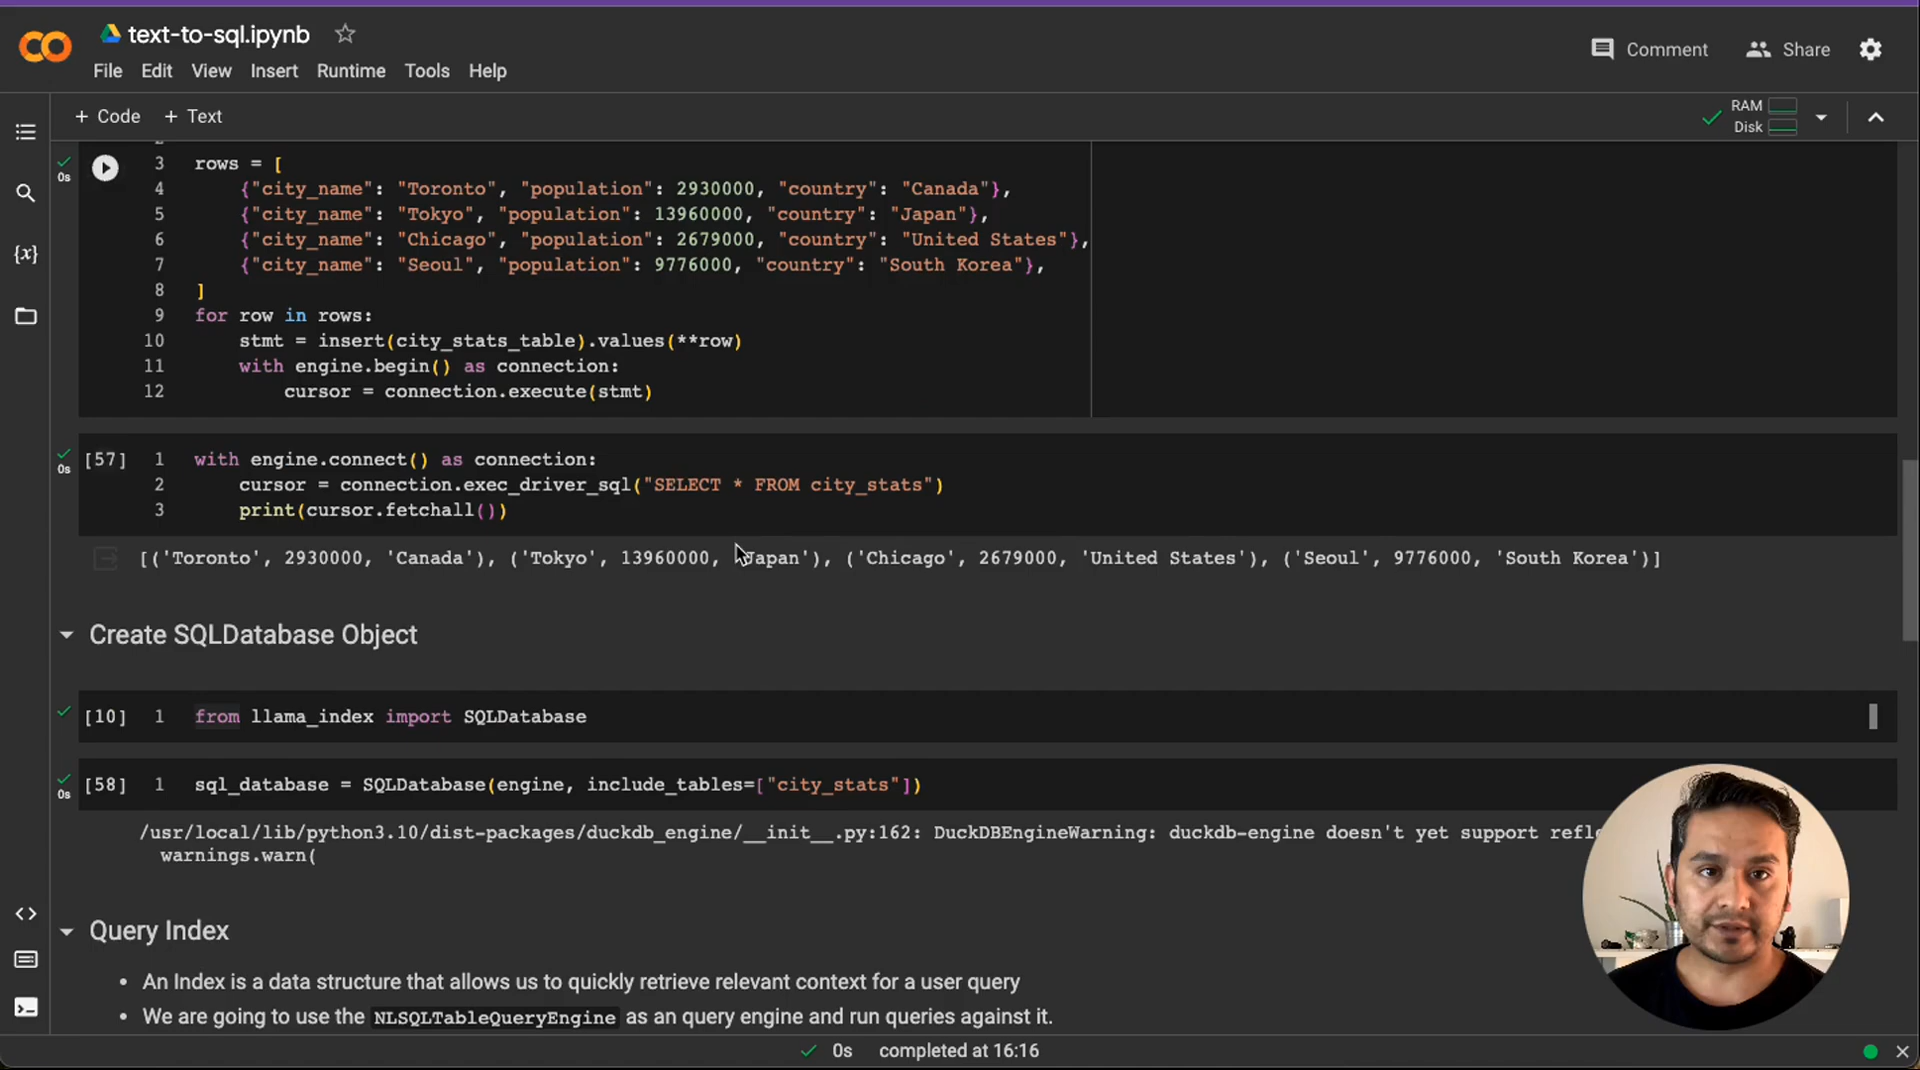 text-to-sql.ipynb
Comment
Share
File Edit View Insert Runtime Tools Help
+ Code + Text
RAM
Disk
3 rows = [
0s
4 {"city_name": "Toronto", "population": 2930000, "country": "Canada"},
5 {"city_name": "Tokyo", "population": 13960000, "country": "Japan"},
6 {"city_name": "Chicago", "population": 2679000, "country": "United States"},
7 {"city_name": "Seoul", "population": 9776000, "country": "South Korea"},
8 ]
9 for row in rows:
10 stmt = insert(city_stats_table).values(**row)
11 with engine.begin() as connection:
12 cursor = connection.execute(stmt)
[57] 1 with engine.connect() as connection:
0s
2 cursor = connection.exec_driver_sql("SELECT * FROM city_stats")
3 print(cursor.fetchall())
[('Toronto', 2930000, 'Canada'), ('Tokyo', 13960000, 'Japan'), ('Chicago', 2679000, 'United States'), ('Seoul', 9776000, 'South Korea')]
Create SQLDatabase Object
[10] 1 from llama_index import SQLDatabase
[58] 1 sql_database = SQLDatabase(engine, include_tables=["city_stats"])
0s
/usr/local/lib/python3.10/dist-packages/duckdb_engine/__init__.py:162: DuckDBEngineWarning: duckdb-engine doesn't yet support
warnings.warn(
Query Index
• An Index is a data structure that allows us to quickly retrieve relevant context for a user query
• We are going to use the NLSQLTableQueryEngine as an query engine and run queries against it.
0s completed at 16:16